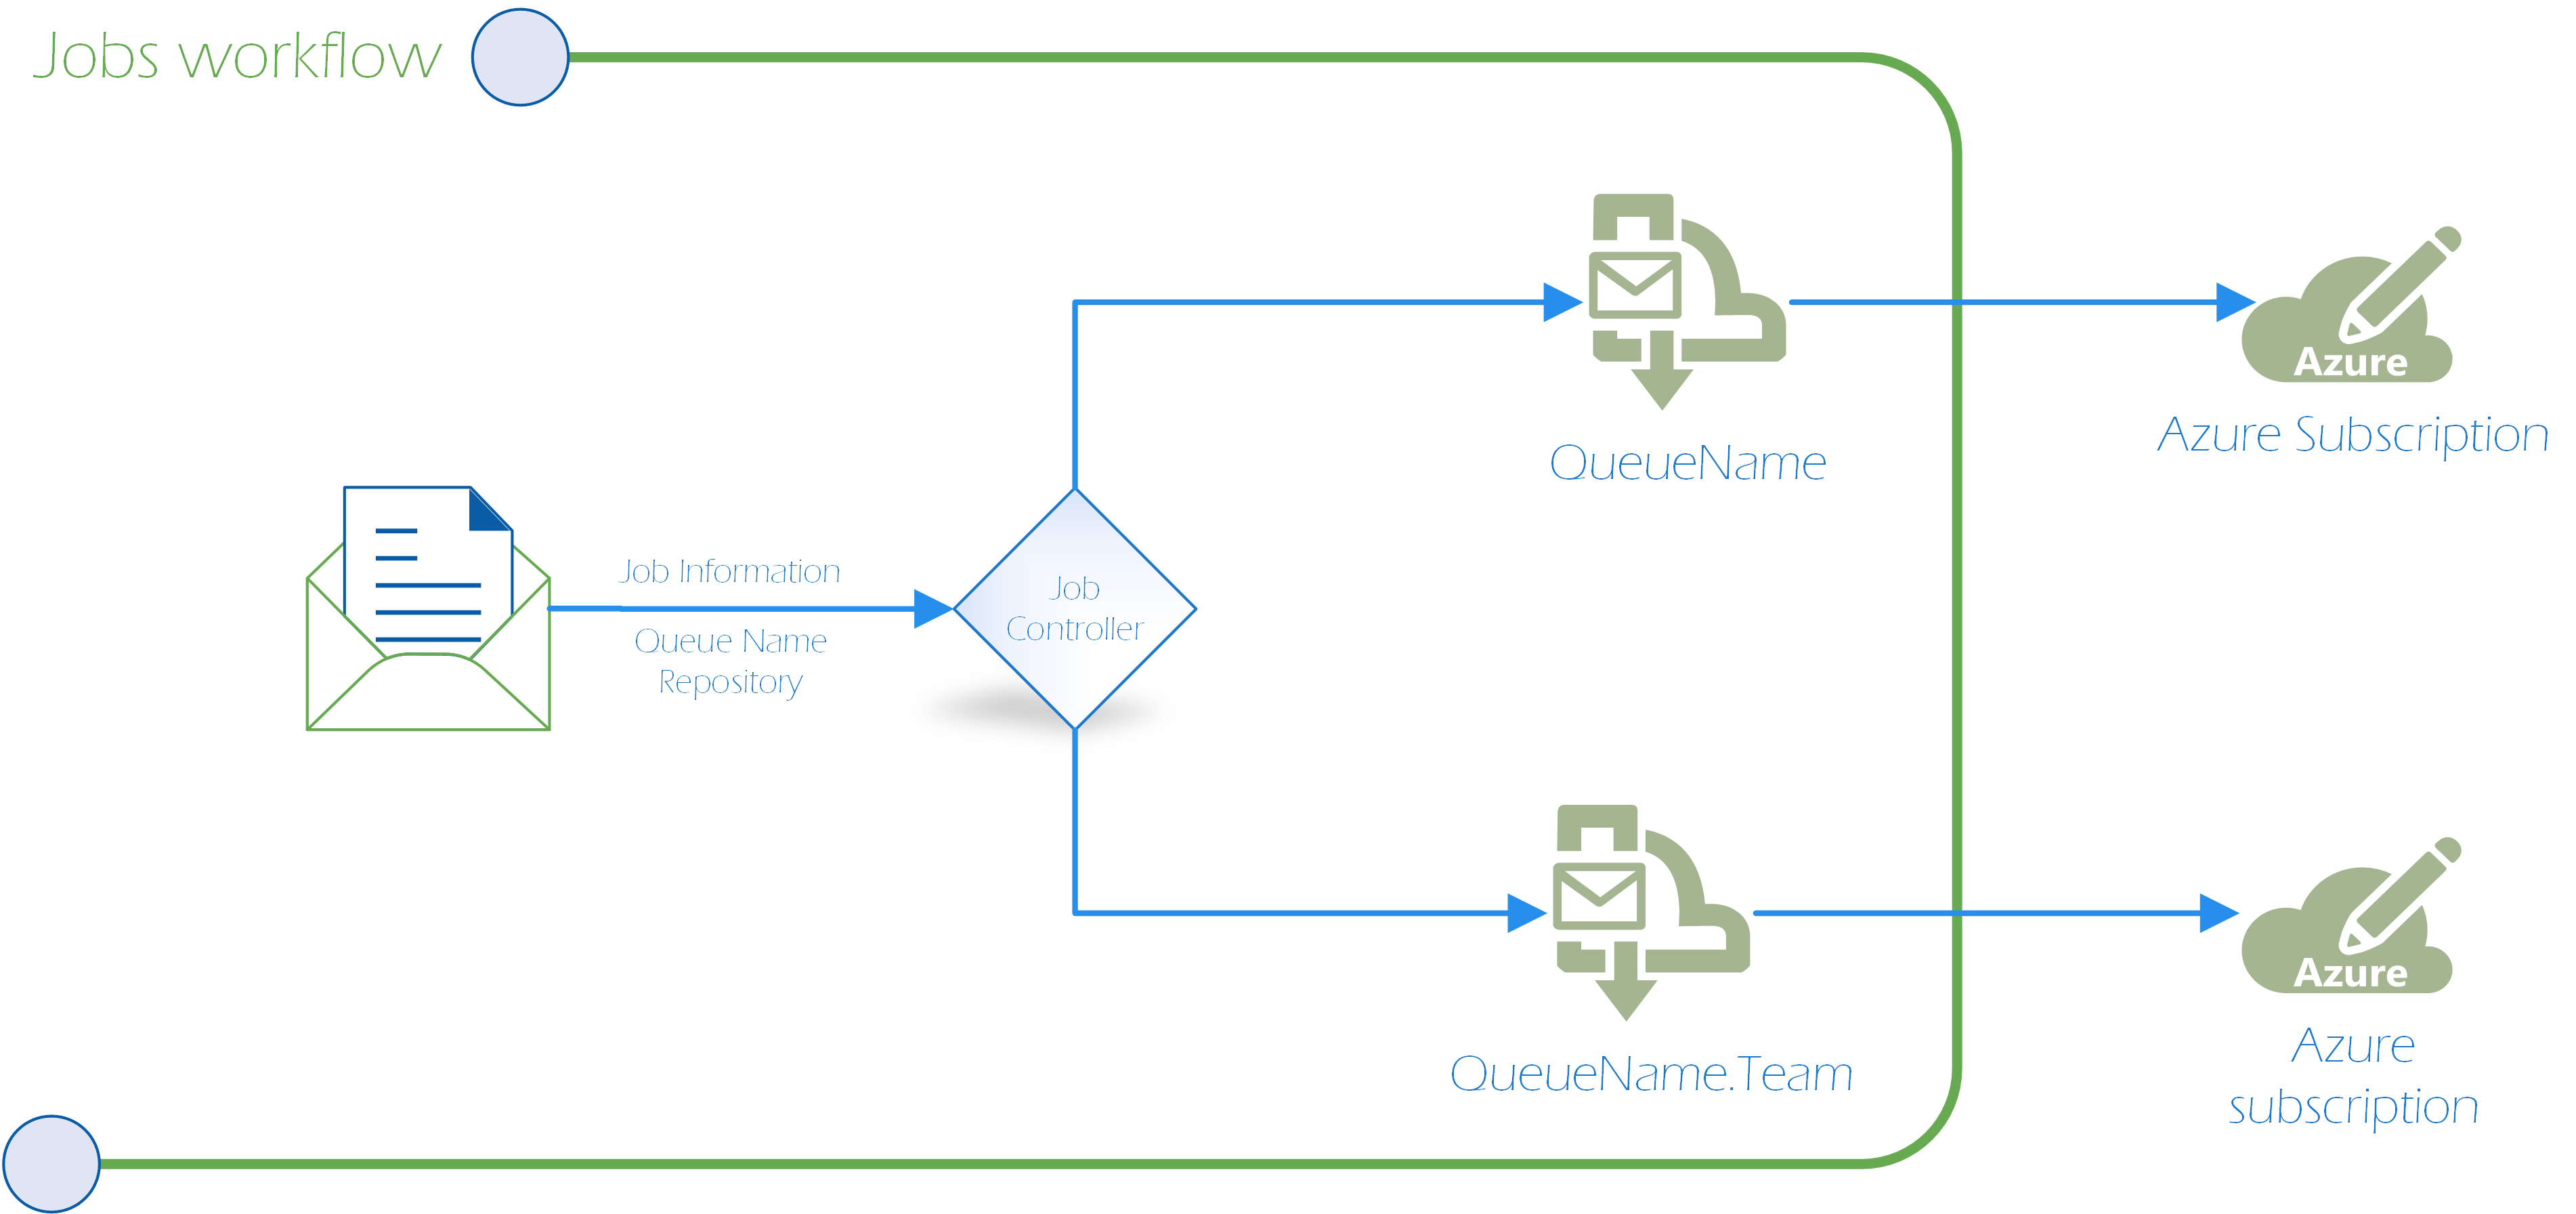 Jobs workflow
Azure
Azure Subscription
QueueName
Job Information
Queue Name
Repository
Job
Controller
QueueName.Team
Azure
Azure
subscription